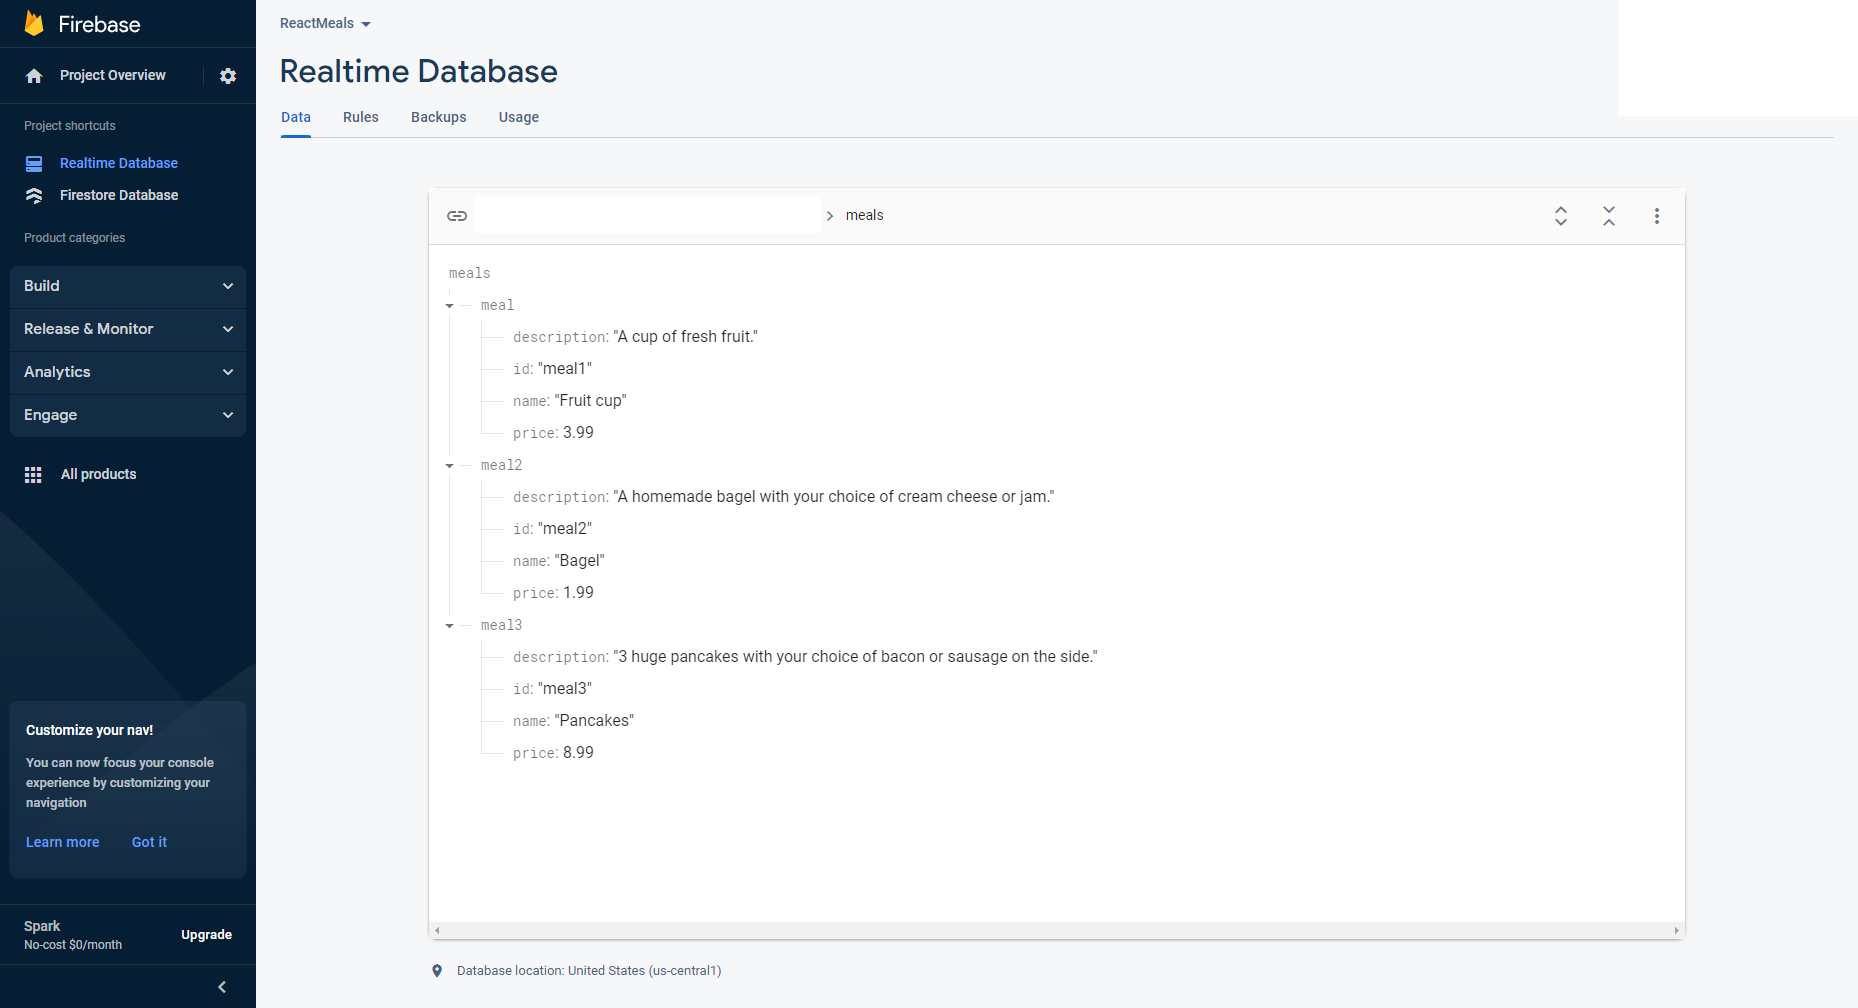 Firebase
Project Overview
Project shortcuts
Realtime Database
Firestore Database
Product categories
Build
Release & Monitor
Analytics
Engage
All products
Customize your nav!
You can now focus your console
experience by customizing your
navigation
Learn more Got it
Spark
No-cost $0/month
Upgrade
ReactMeals
Realtime Database
Data Rules Backups Usage
meals
meals
meal
description: "A cup of fresh fruit."
id: "meal1"
name: "Fruit cup"
price: 3.99
meal2
description: "A homemade bagel with your choice of cream cheese or jam."
id: "meal2"
name: "Bagel"
price: 1.99
meal3
description: "3 huge pancakes with your choice of bacon or sausage on the side."
id: "meal3"
name: "Pancakes"
price: 8.99
Database location: United States (us-central1)